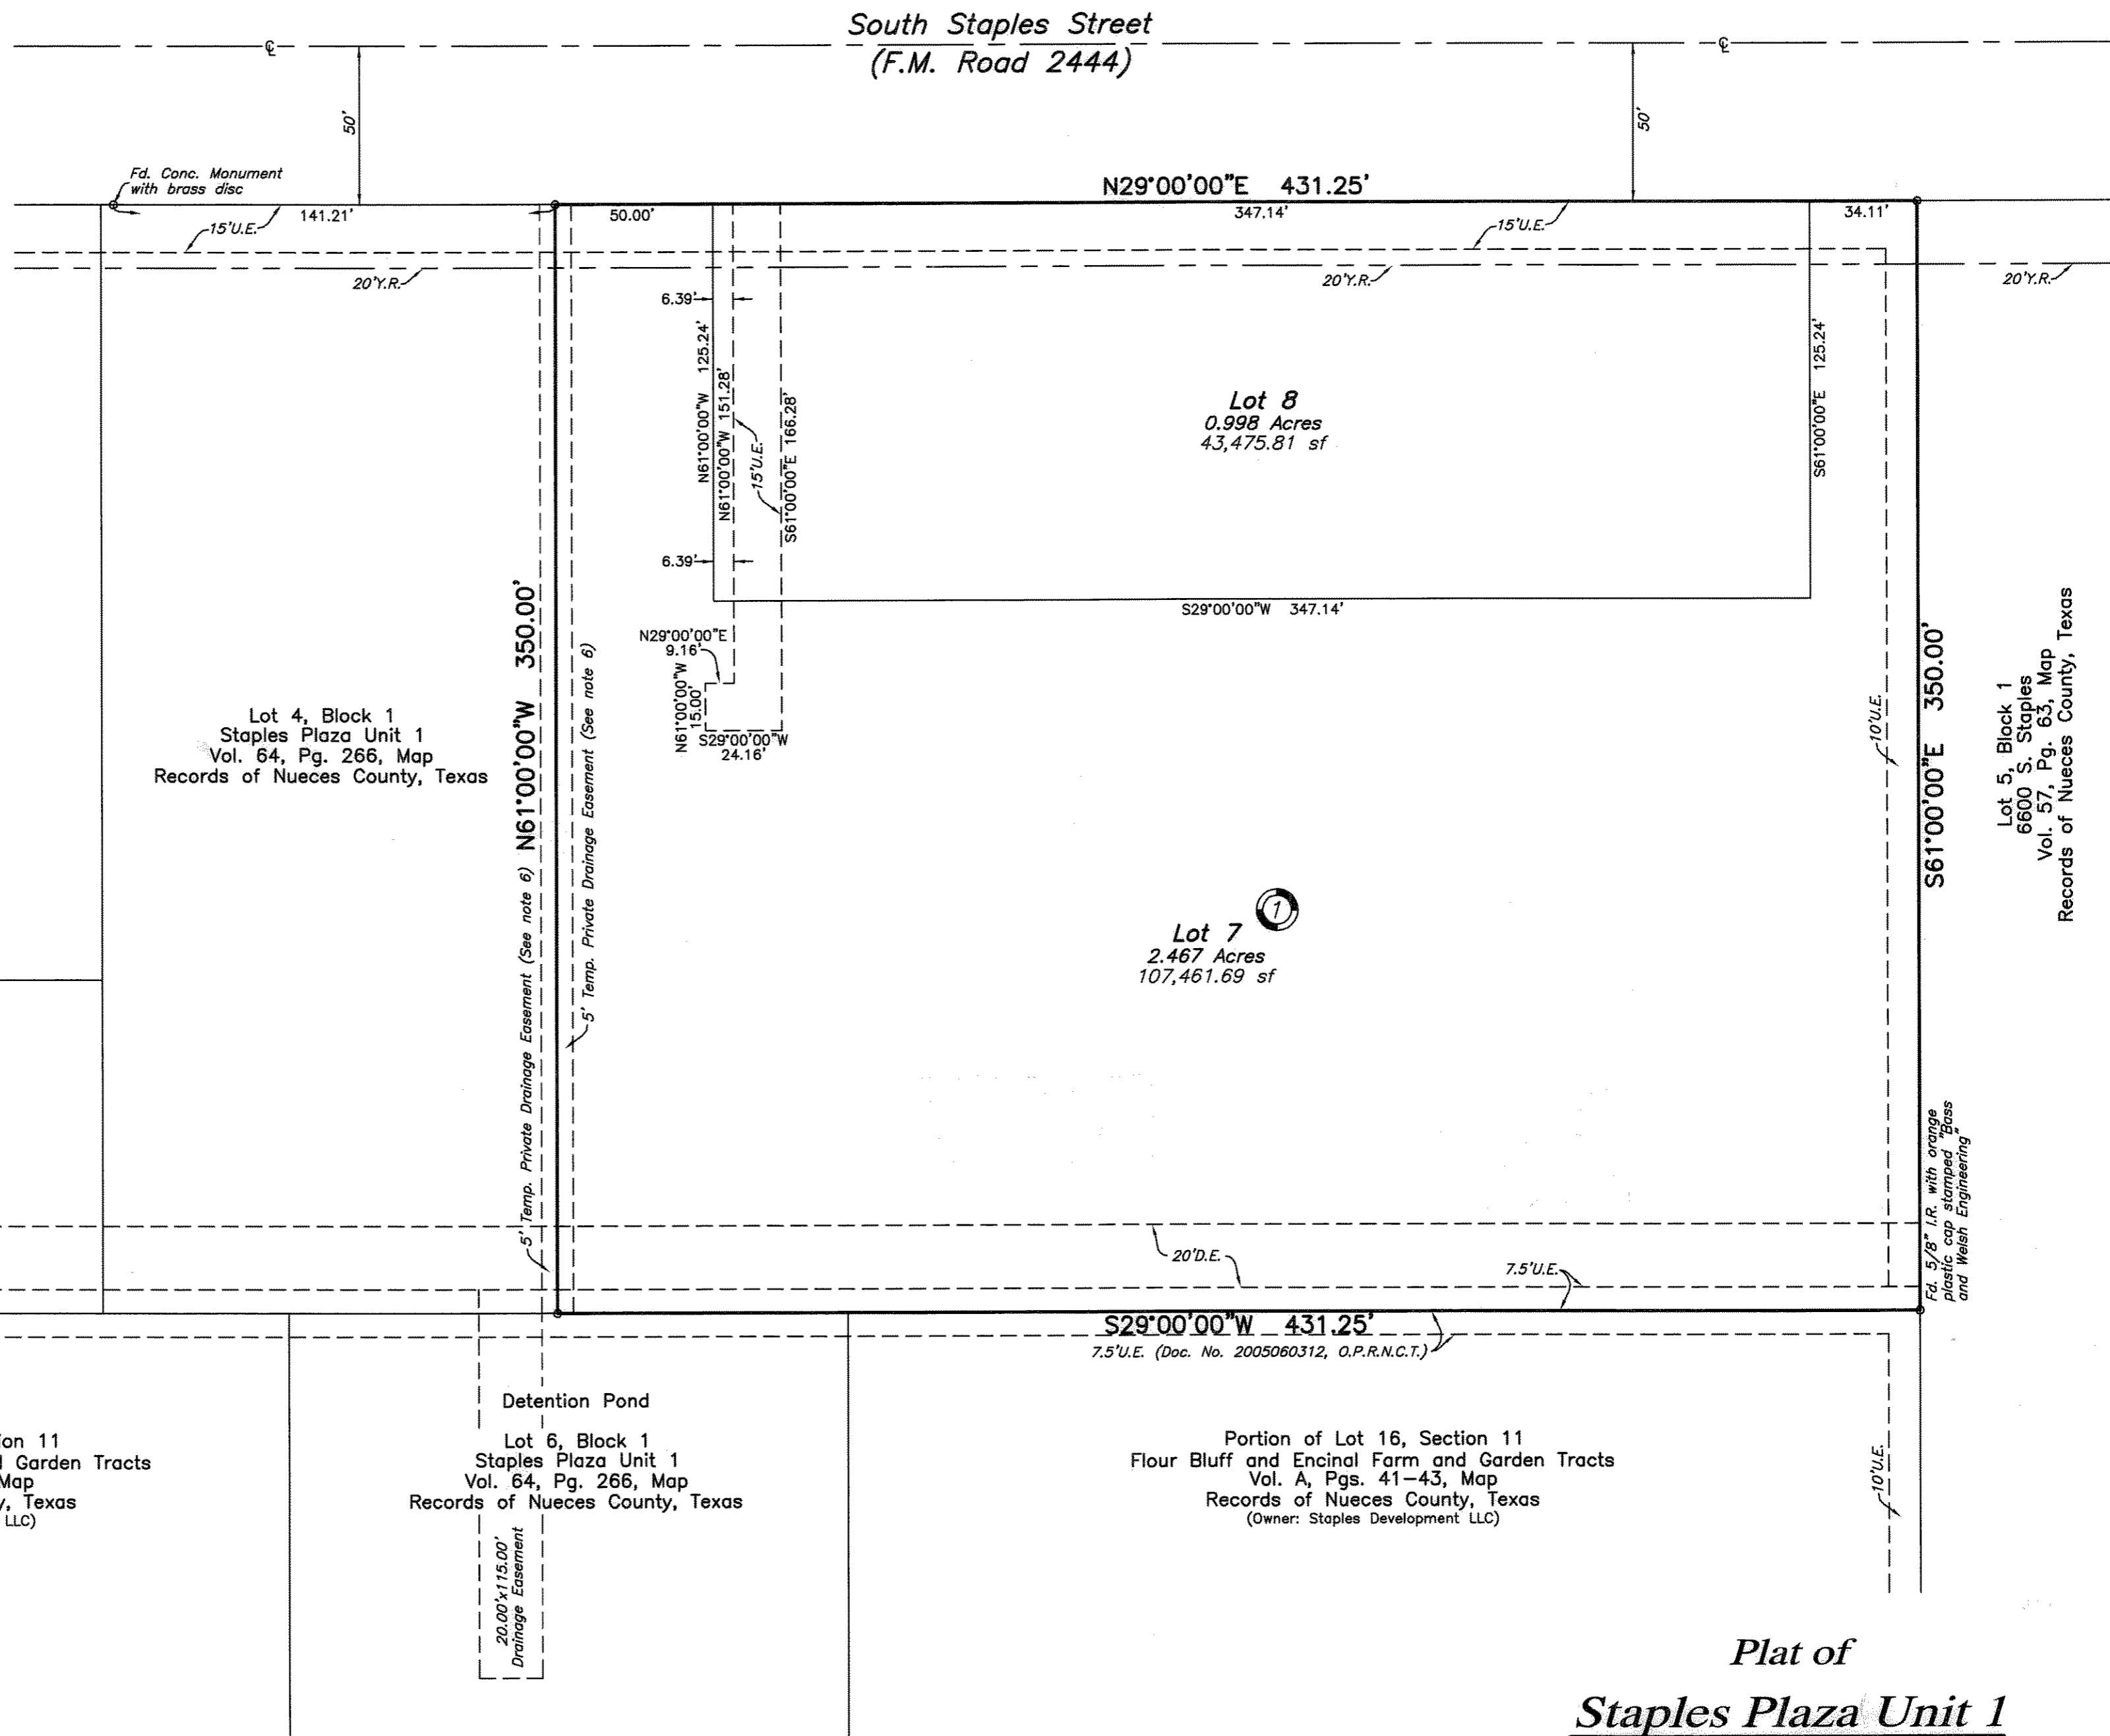 South Staples Street
(F.M. Road 2444)
℄
℄
50'
50'
Fd. Conc. Monument
with brass disc
N29°00'00"E 431.25'
141.21'
50.00'
347.14'
34.11'
15'U.E.
15'U.E.
20'Y.R.
20'Y.R.
20'Y.R.
6.39'
N61°00'00"W 125.24'
N61°00'00"W 151.28'
15'U.E.
S61°00'00"E 166.28'
6.39'
Lot 8
0.998 Acres
43,475.81 sf
S61°00'00"E 125.24'
S29°00'00"W 347.14'
N29°00'00"E
9.16'
N61°00'00"W
15.00'
S29°00'00"W
24.16'
Lot 4, Block 1
Staples Plaza Unit 1
Vol. 64, Pg. 266, Map
Records of Nueces County, Texas
N61°00'00"W 350.00'
5' Temp. Private Drainage Easement (See note 6)
5' Temp. Private Drainage Easement (See note 6)
1
Lot 7
2.467 Acres
107,461.69 sf
10'U.E.
S61°00'00"E 350.00'
Lot 5, Block 1
6600 S. Staples
Vol. 57, Pg. 63, Map
Records of Nueces County, Texas
Fd. 5/8" I.R. with orange
plastic cap stamped "Bass
and Welsh Engineering"
20'D.E.
7.5'U.E.
S29°00'00"W 431.25'
7.5'U.E. (Doc. No. 2005060312, O.P.R.N.C.T.)
ion 11
Garden Tracts
Map
y, Texas
LLC)
Detention Pond
Lot 6, Block 1
Staples Plaza Unit 1
Vol. 64, Pg. 266, Map
Records of Nueces County, Texas
20.00'x115.00'
Drainage Easement
Portion of Lot 16, Section 11
Flour Bluff and Encinal Farm and Garden Tracts
Vol. A, Pgs. 41-43, Map
Records of Nueces County, Texas
(Owner: Staples Development LLC)
10'U.E.
Plat of
Staples Plaza Unit 1